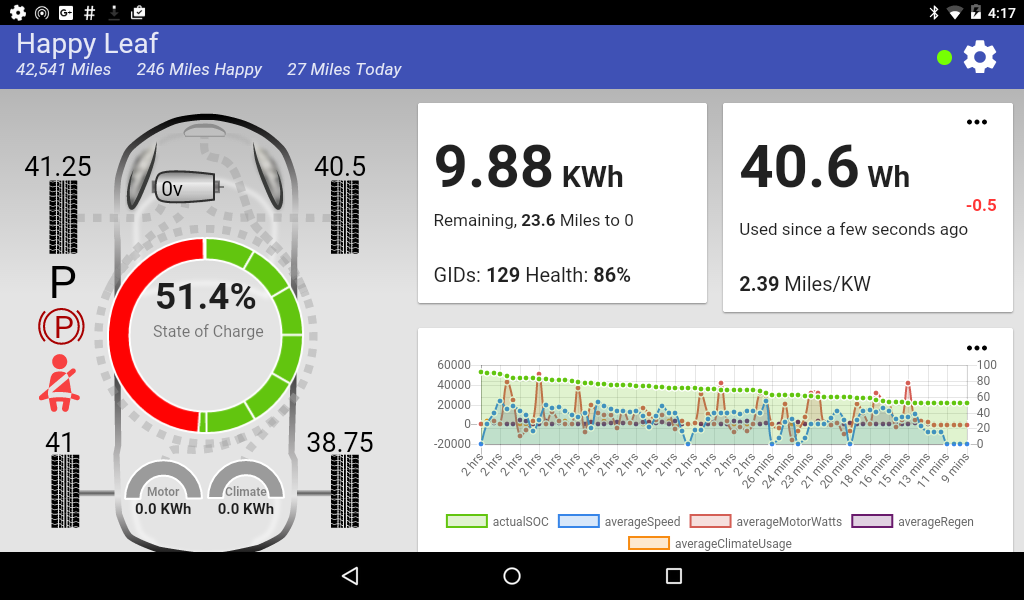 G+ # 4:17
Happy Leaf
42,541 Miles 246 Miles Happy 27 Miles Today
41.25 40.5
0v
P
P
51.4%
State of Charge
41 38.75
Motor Climate
0.0 KWh 0.0 KWh
9.88 KWh
Remaining, 23.6 Miles to 0
GIDs: 129 Health: 86%
40.6 Wh
-0.5
Used since a few seconds ago
2.39 Miles/KW
60000 100
40000 80
60
20000 40
0 20
-20000 0
2 hrs 2 hrs 2 hrs 2 hrs 2 hrs 2 hrs 2 hrs 2 hrs 2 hrs 2 hrs 2 hrs 2 hrs 2 hrs 2 hrs 2 hrs 26 mins 24 mins 23 mins 21 mins 20 mins 18 mins 16 mins 15 mins 13 mins 11 mins 9 mins
actualSOC averageSpeed averageMotorWatts averageRegen
averageClimateUsage